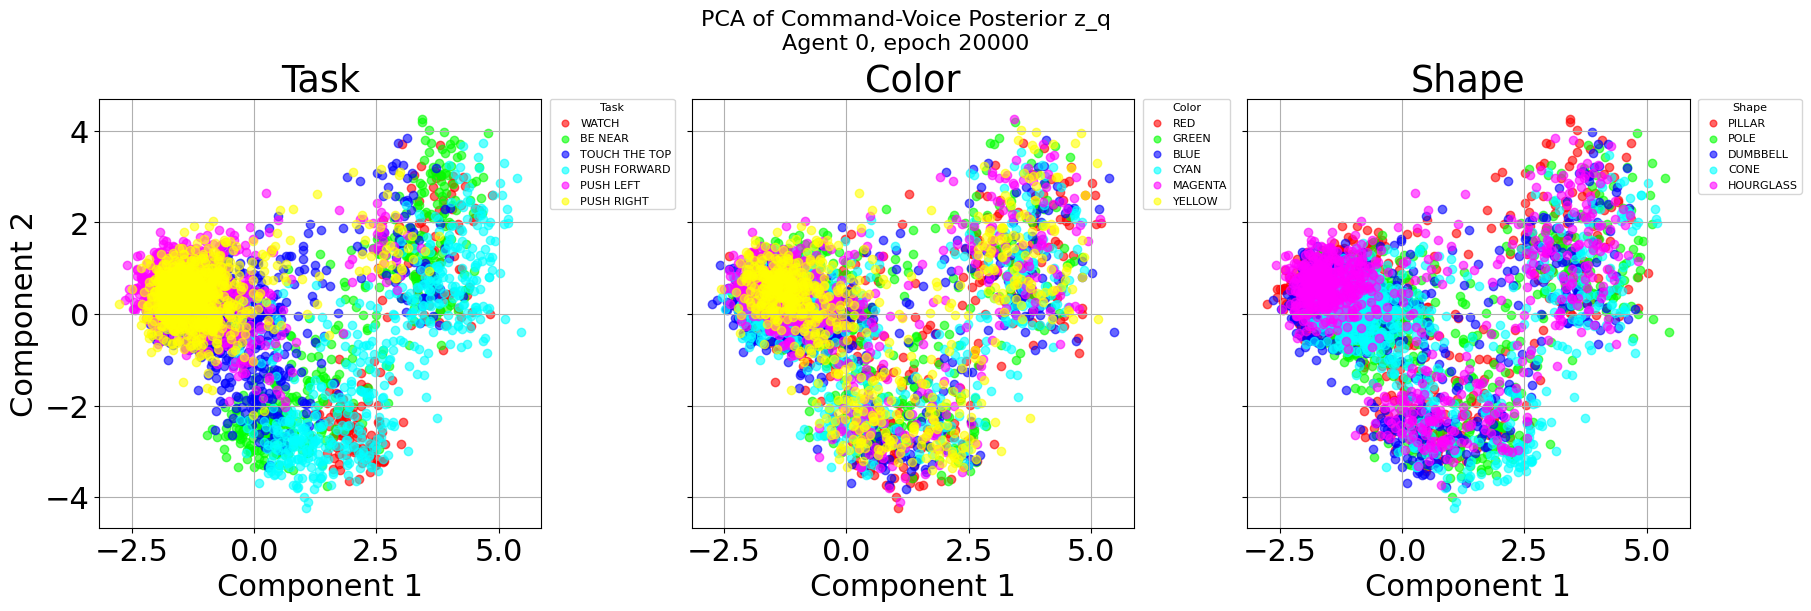 PCA of Command-Voice Posterior z_q
Agent 0, epoch 20000
Task
Color
Shape
Component 2
4
2
0
−2
−4
−2.5 0.0 2.5 5.0
Component 1
Task
WATCH
BE NEAR
TOUCH THE TOP
PUSH FORWARD
PUSH LEFT
PUSH RIGHT
−2.5 0.0 2.5 5.0
Component 1
Color
RED
GREEN
BLUE
CYAN
MAGENTA
YELLOW
−2.5 0.0 2.5 5.0
Component 1
Shape
PILLAR
POLE
DUMBBELL
CONE
HOURGLASS